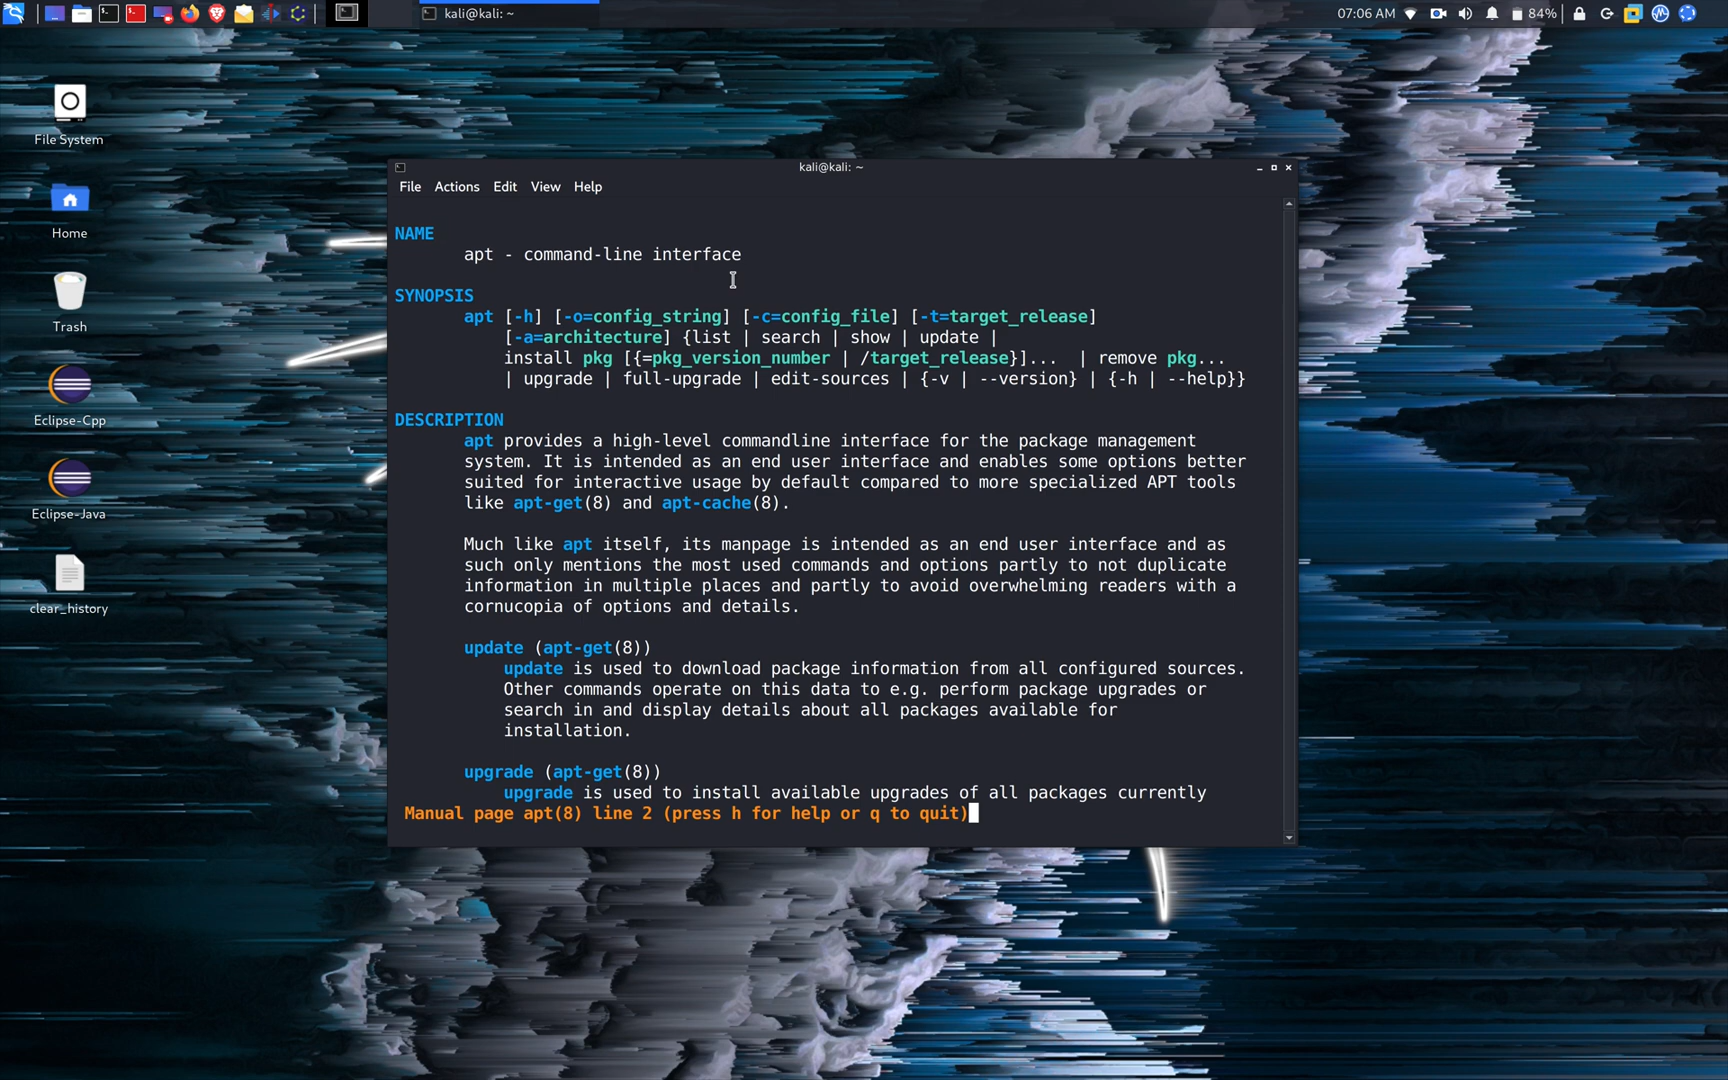 kali@kali: ~
07:06 AM
84%
File System
Home
Trash
Eclipse-Cpp
Eclipse-Java
clear_history
kali@kali: ~
File Actions Edit View Help
NAME
apt - command-line interface
SYNOPSIS
apt [-h] [-o=config_string] [-c=config_file] [-t=target_release]
[-a=architecture] {list | search | show | update |
install pkg [{=pkg_version_number | /target_release}]... | remove pkg...
| upgrade | full-upgrade | edit-sources | {-v | --version} | {-h | --help}}
DESCRIPTION
apt provides a high-level commandline interface for the package management
system. It is intended as an end user interface and enables some options better
suited for interactive usage by default compared to more specialized APT tools
like apt-get(8) and apt-cache(8).
Much like apt itself, its manpage is intended as an end user interface and as
such only mentions the most used commands and options partly to not duplicate
information in multiple places and partly to avoid overwhelming readers with a
cornucopia of options and details.
update (apt-get(8))
update is used to download package information from all configured sources.
Other commands operate on this data to e.g. perform package upgrades or
search in and display details about all packages available for
installation.
upgrade (apt-get(8))
upgrade is used to install available upgrades of all packages currently
Manual page apt(8) line 2 (press h for help or q to quit)